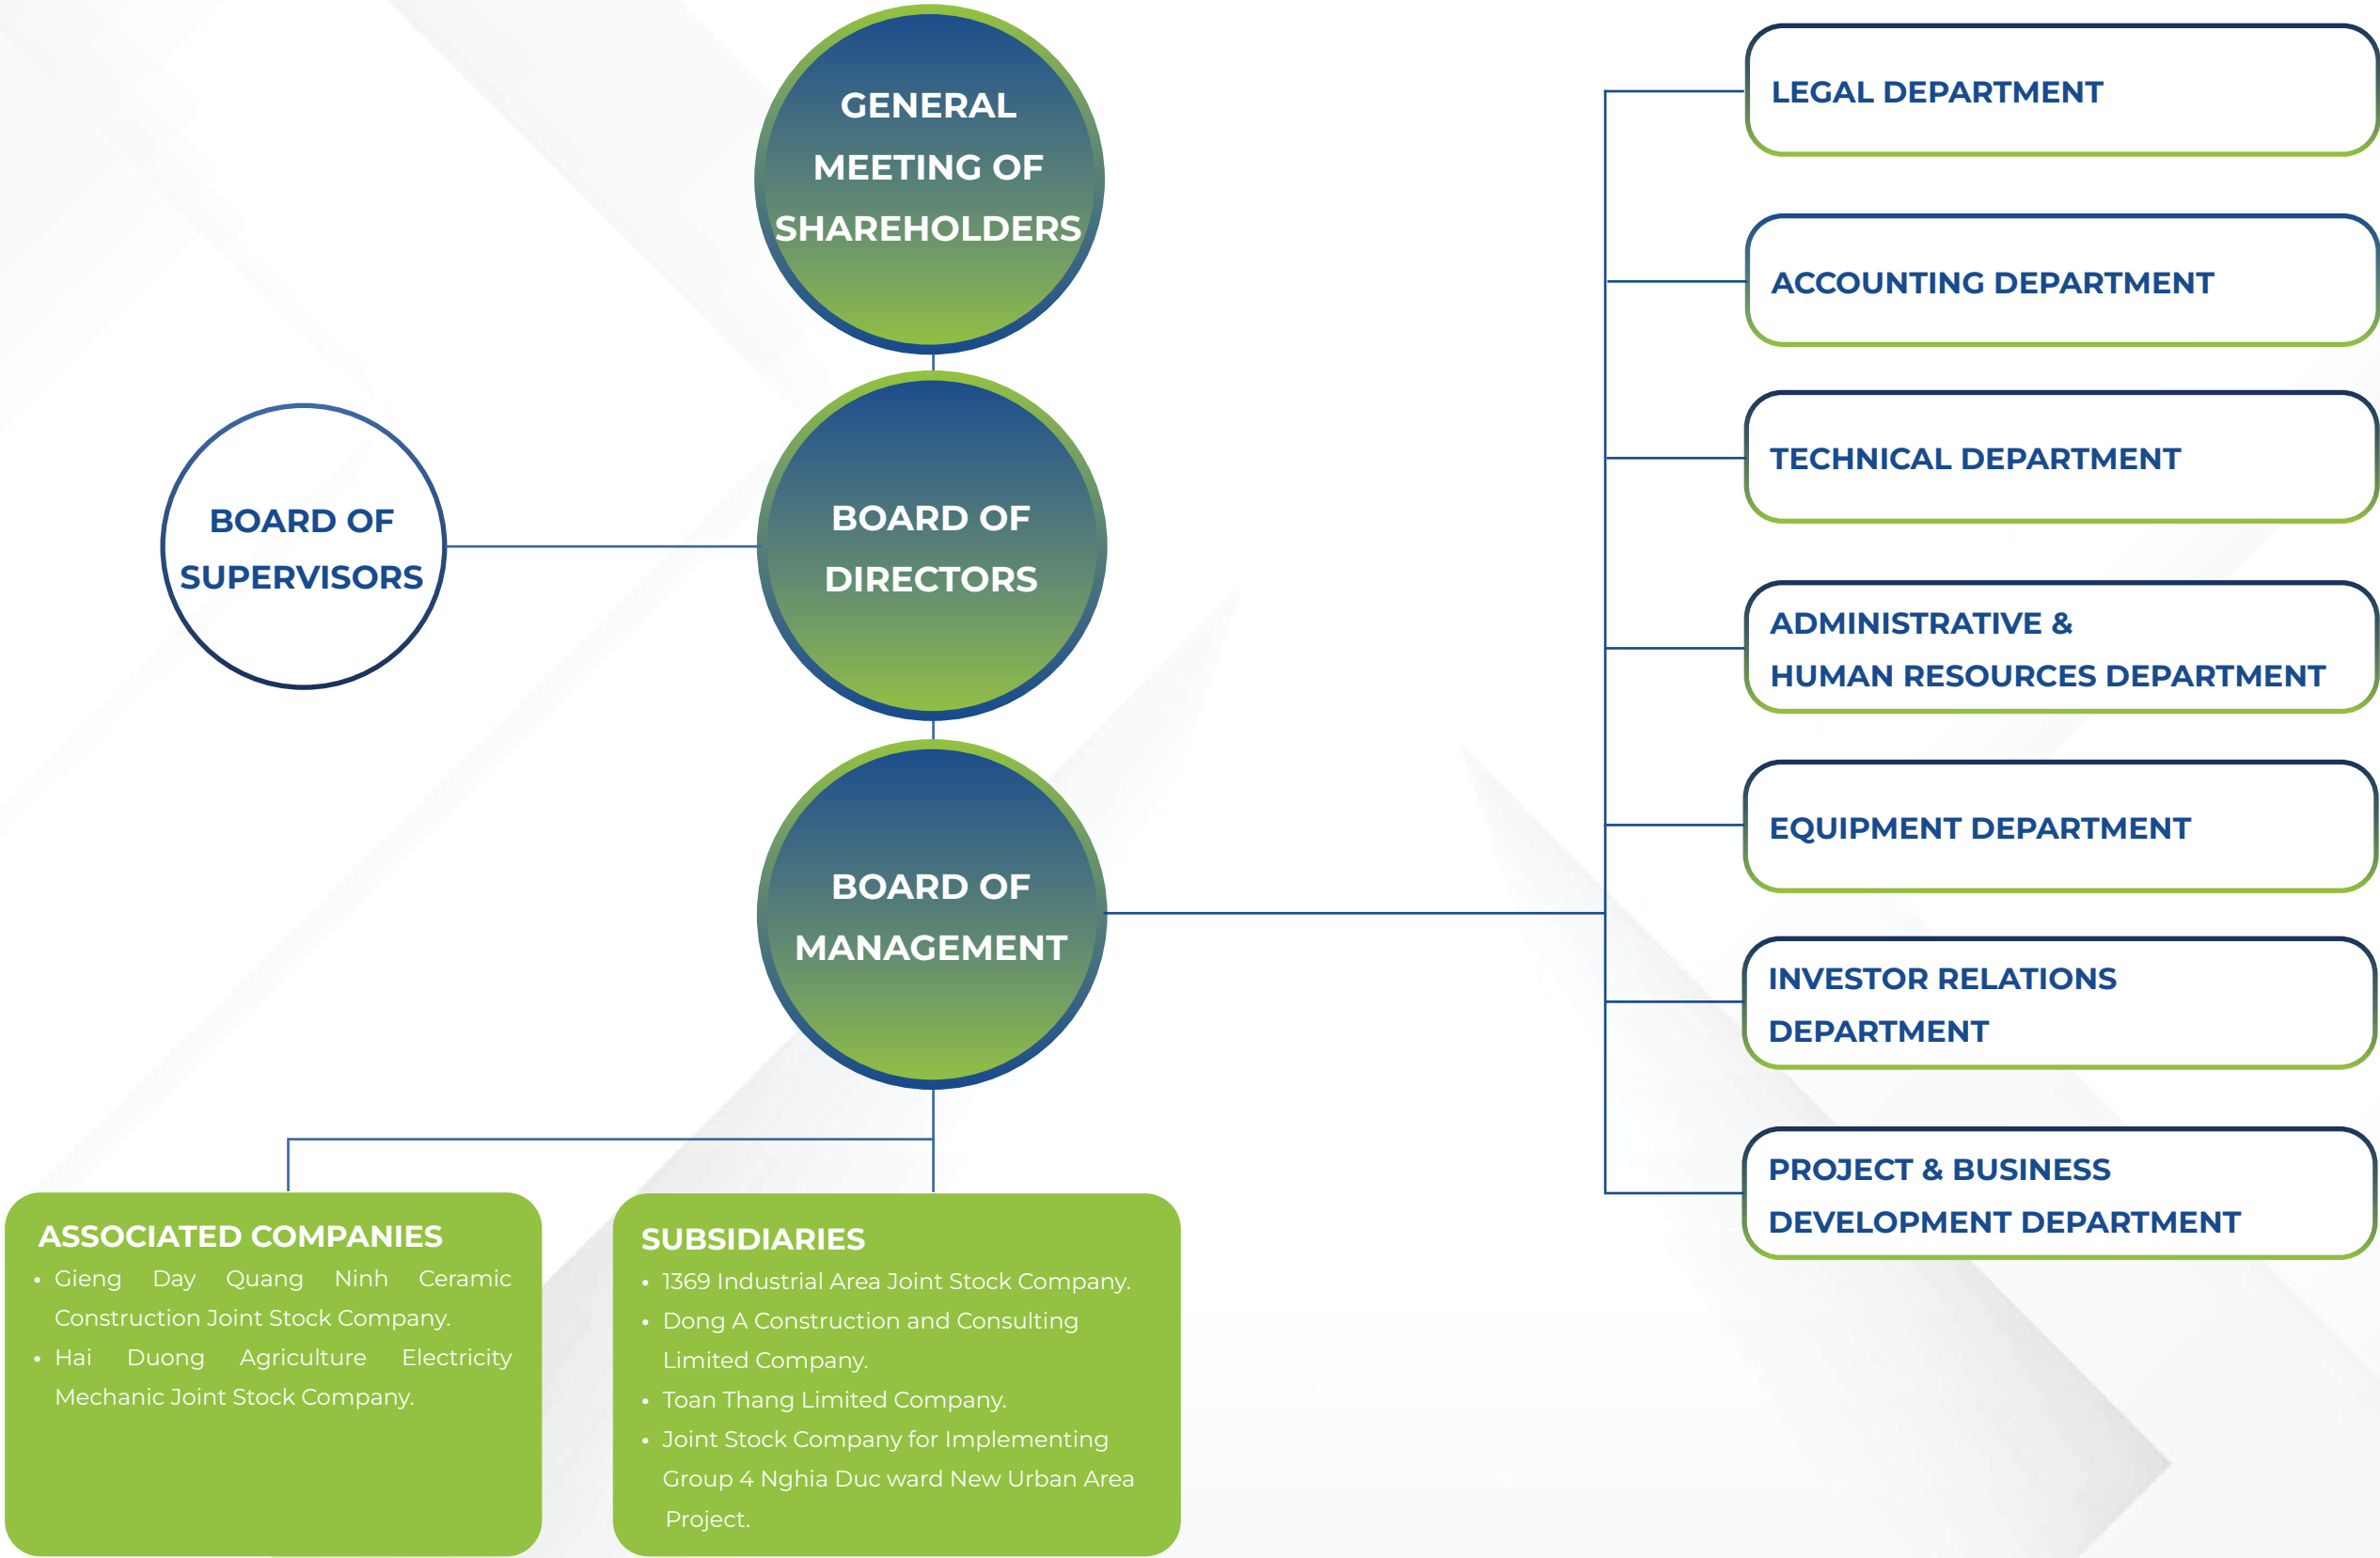 GENERAL
MEETING OF
SHAREHOLDERS
BOARD OF
SUPERVISORS
BOARD OF
DIRECTORS
BOARD OF
MANAGEMENT
ASSOCIATED COMPANIES
• Gieng Day Quang Ninh Ceramic
Construction Joint Stock Company.
• Hai Duong Agriculture Electricity
Mechanic Joint Stock Company.
SUBSIDIARIES
• 1369 Industrial Area Joint Stock Company.
• Dong A Construction and Consulting
Limited Company.
• Toan Thang Limited Company.
• Joint Stock Company for Implementing
Group 4 Nghia Duc ward New Urban Area
Project.
LEGAL DEPARTMENT
ACCOUNTING DEPARTMENT
TECHNICAL DEPARTMENT
ADMINISTRATIVE &
HUMAN RESOURCES DEPARTMENT
EQUIPMENT DEPARTMENT
INVESTOR RELATIONS
DEPARTMENT
PROJECT & BUSINESS
DEVELOPMENT DEPARTMENT